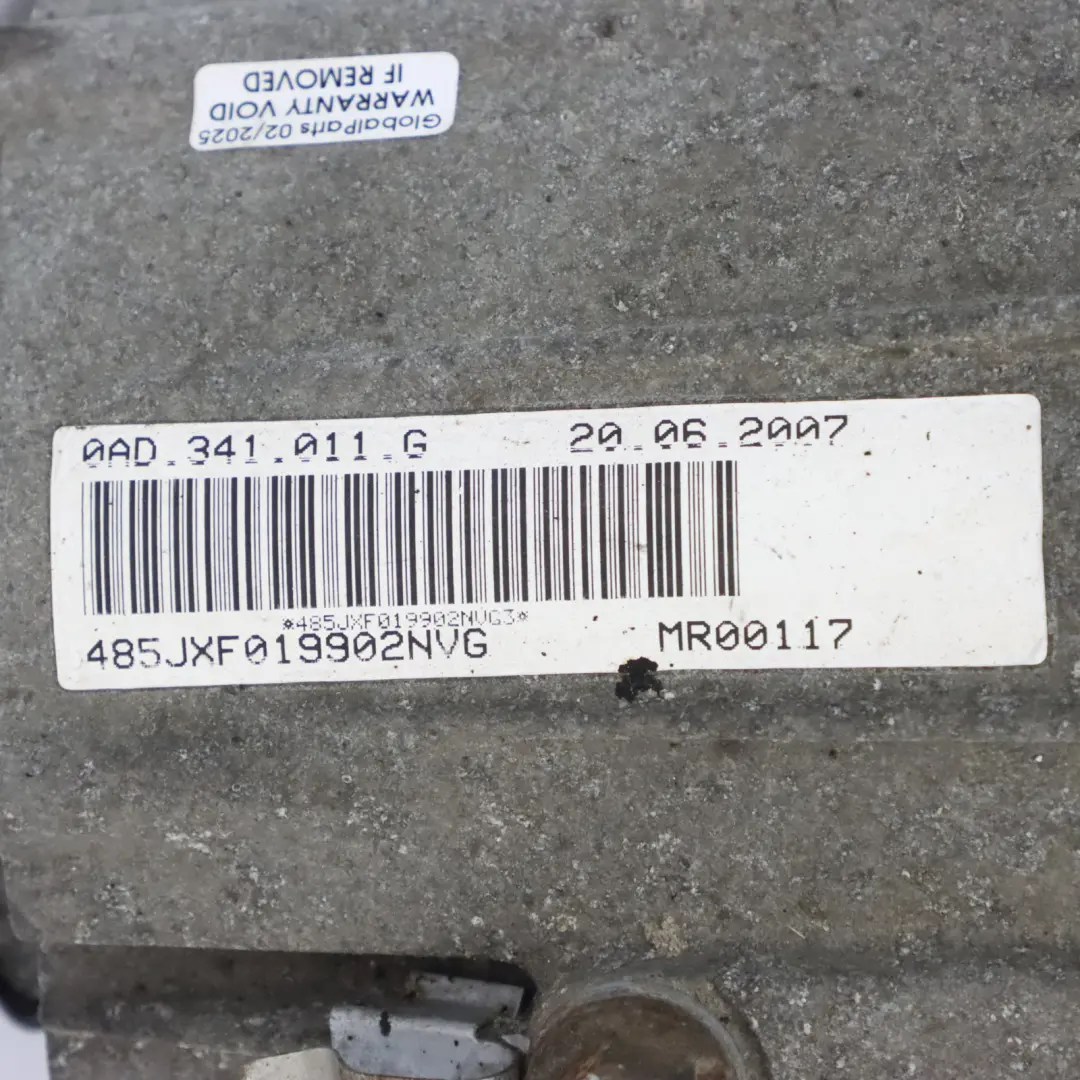 GlobalParts 02/2025
WARRANTY VOID
IF REMOVED
0AD.341.011.G 20.06.2007
*485JXF019902NVG3*
485JXF019902NVG MR00117